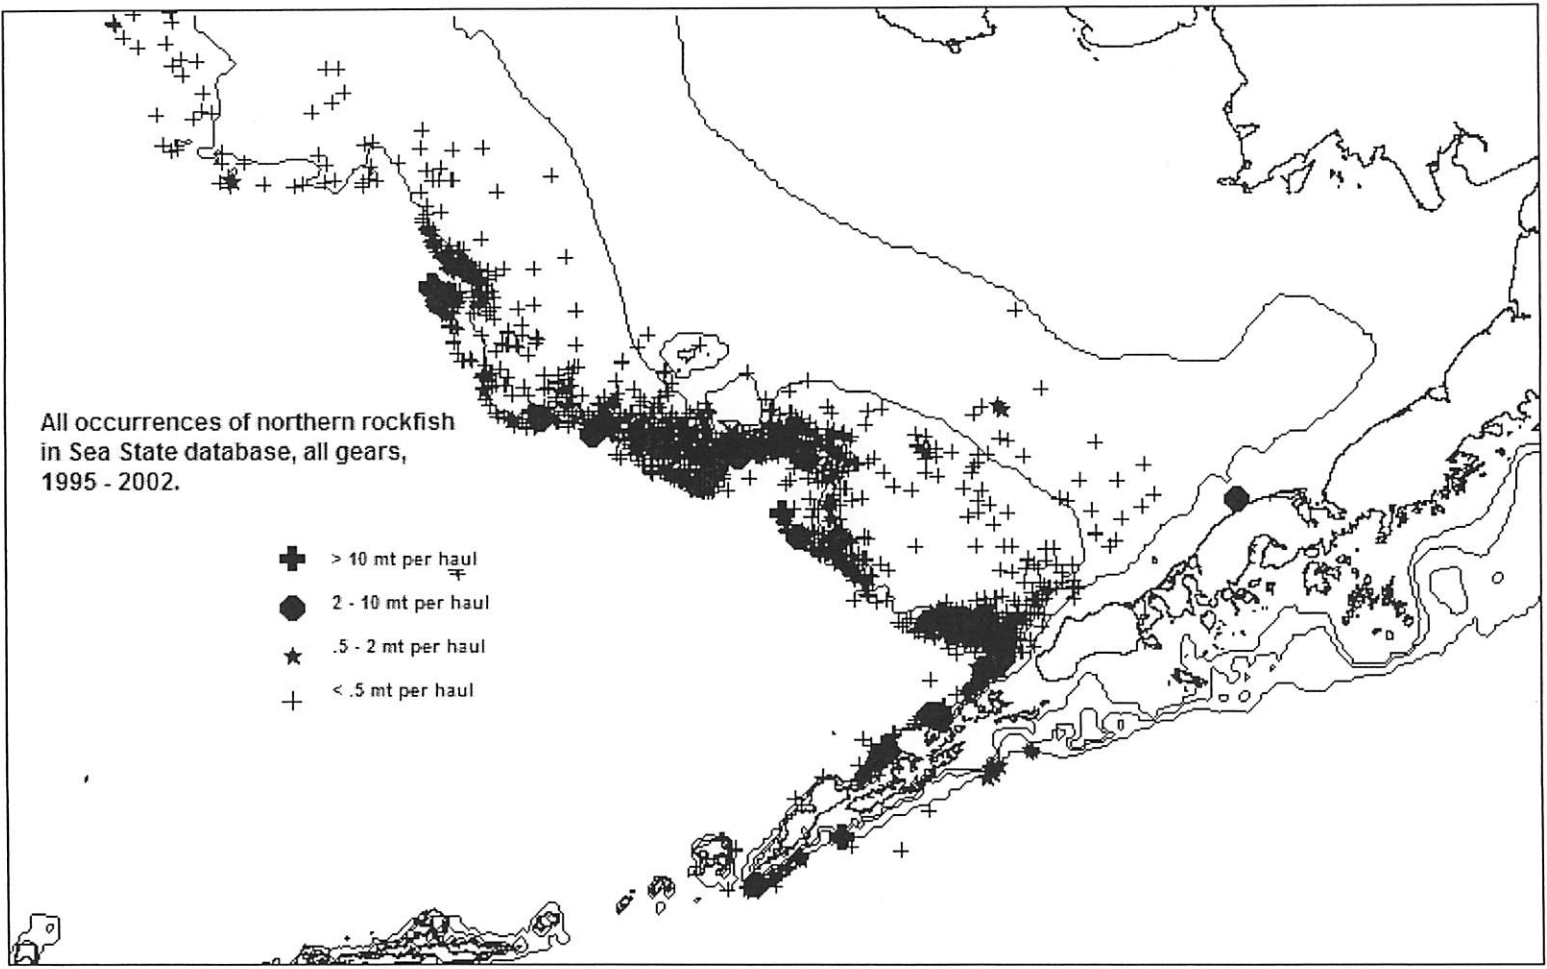 All occurrences of northern rockfish
in Sea State database, all gears,
1995 - 2002.
> 10 mt per haul
2 - 10 mt per haul
.5 - 2 mt per haul
< .5 mt per haul